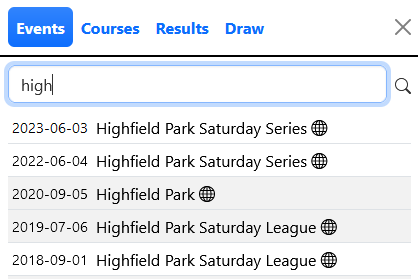 Events Courses Results Draw
high
2023-06-03 Highfield Park Saturday Series
2022-06-04 Highfield Park Saturday Series
2020-09-05 Highfield Park
2019-07-06 Highfield Park Saturday League
2018-09-01 Highfield Park Saturday League